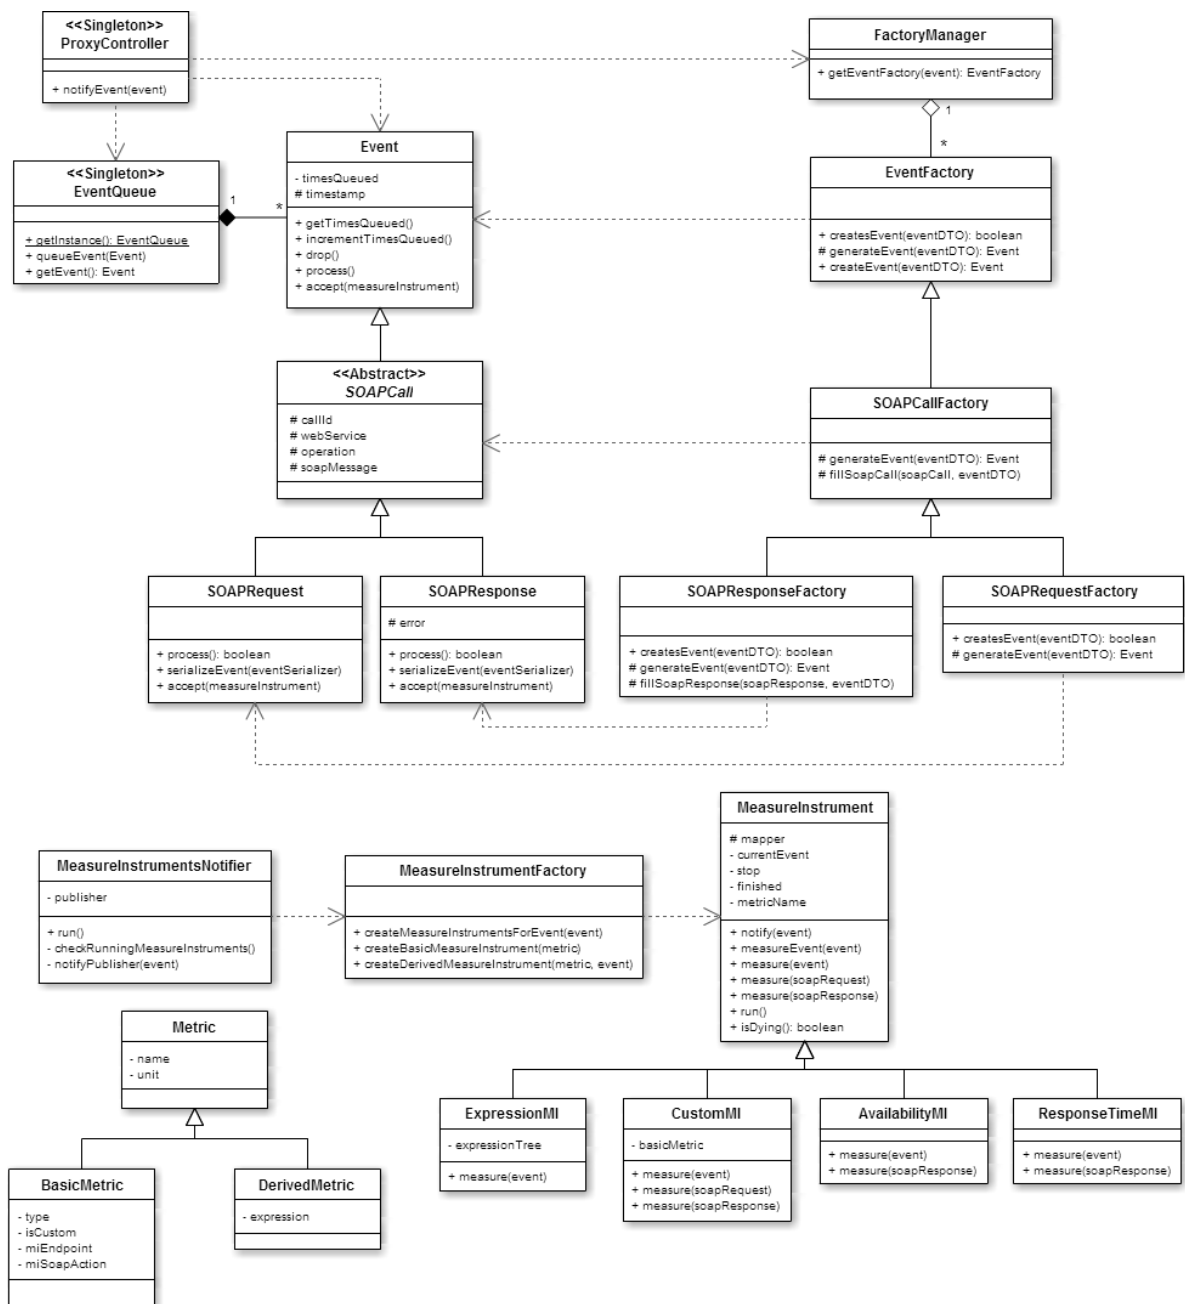 <<Singleton>>
ProxyController
+ notifyEvent(event)
FactoryManager
+ getEventFactory(event): EventFactory
1
*
<<Singleton>>
EventQueue
+ getInstance(): EventQueue
+ queueEvent(Event)
+ getEvent(): Event
1
*
Event
- timesQueued
# timestamp
+ getTimesQueued()
+ incrementTimesQueued()
+ drop()
+ process()
+ accept(measureInstrument)
EventFactory
+ createsEvent(eventDTO): boolean
# generateEvent(eventDTO): Event
+ createEvent(eventDTO): Event
<<Abstract>>
SOAPCall
# callId
# webService
# operation
# soapMessage
SOAPCallFactory
# generateEvent(eventDTO): Event
# fillSoapCall(soapCall, eventDTO)
SOAPRequest
+ process(): boolean
+ serializeEvent(eventSerializer)
+ accept(measureInstrument)
SOAPResponse
# error
+ process(): boolean
+ serializeEvent(eventSerializer)
+ accept(measureInstrument)
SOAPResponseFactory
+ createsEvent(eventDTO): boolean
# generateEvent(eventDTO): Event
# fillSoapResponse(soapResponse, eventDTO)
SOAPRequestFactory
+ createsEvent(eventDTO): boolean
# generateEvent(eventDTO): Event
MeasureInstrumentsNotifier
- publisher
+ run()
- checkRunningMeasureInstruments()
- notifyPublisher(event)
MeasureInstrumentFactory
+ createMeasureInstrumentsForEvent(event)
+ createBasicMeasureInstrument(metric)
+ createDerivedMeasureInstrument(metric, event)
MeasureInstrument
# mapper
- currentEvent
- stop
- finished
- metricName
+ notify(event)
+ measureEvent(event)
+ measure(event)
+ measure(soapRequest)
+ measure(soapResponse)
+ run()
+ isDying(): boolean
Metric
- name
- unit
BasicMetric
- type
- isCustom
- miEndpoint
- miSoapAction
DerivedMetric
- expression
ExpressionMI
- expressionTree
+ measure(event)
CustomMI
- basicMetric
+ measure(event)
+ measure(soapRequest)
+ measure(soapResponse)
AvailabilityMI
+ measure(event)
+ measure(soapResponse)
ResponseTimeMI
+ measure(event)
+ measure(soapResponse)